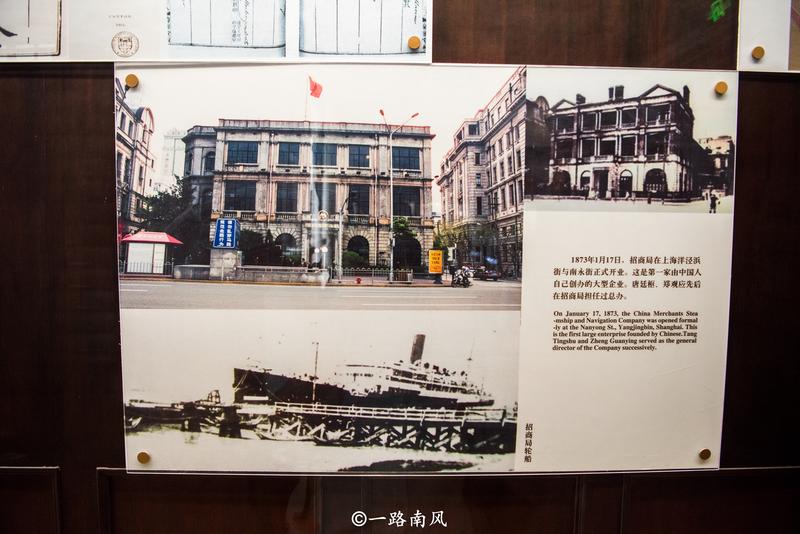 1873年1月17日，招商局在上海洋泾浜
街与南永街正式开业。这是第一家由中国人
自己创办的大型企业。唐廷枢、郑观应先后
在招商局担任过总办。
On January 17, 1873, the China Merchants Stea
-mship and Navigation Company was opened formal
-ly at the Nanyong St., Yangjingbin, Shanghai. This
is the first large enterprise founded by Chinese.Tang
Tingshu and Zheng Guanying served as the general
director of the Company successively.
招商局轮船
©一路南风